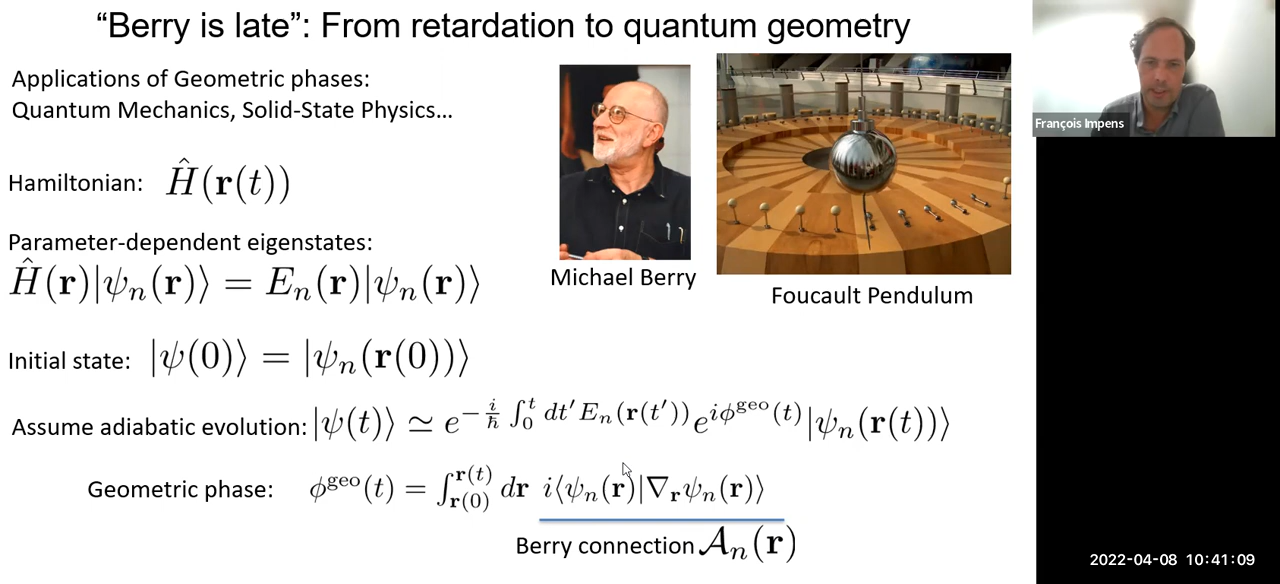 “Berry is late”: From retardation to quantum geometry
Applications of Geometric phases:
Quantum Mechanics, Solid-State Physics…
Hamiltonian: Ĥ(𝐫(t))
Parameter-dependent eigenstates:
Ĥ(𝐫)|ψₙ(𝐫)⟩ = Eₙ(𝐫)|ψₙ(𝐫)⟩
Initial state: |ψ(0)⟩ = |ψₙ(𝐫(0))⟩
Assume adiabatic evolution: |ψ(t)⟩ ≃ e^{-\frac{i}{ℏ} ∫_0^t dt′ Eₙ(𝐫(t′))} e^{iϕ^{geo}(t)} |ψₙ(𝐫(t))⟩
Geometric phase: ϕ^{geo}(t) = ∫_{𝐫(0)}^{𝐫(t)} d𝐫 i⟨ψₙ(𝐫)|∇_𝐫 ψₙ(𝐫)⟩
Berry connection 𝒜ₙ(𝐫)
Michael Berry
Foucault Pendulum
François Impens
2022-04-08 10:41:09